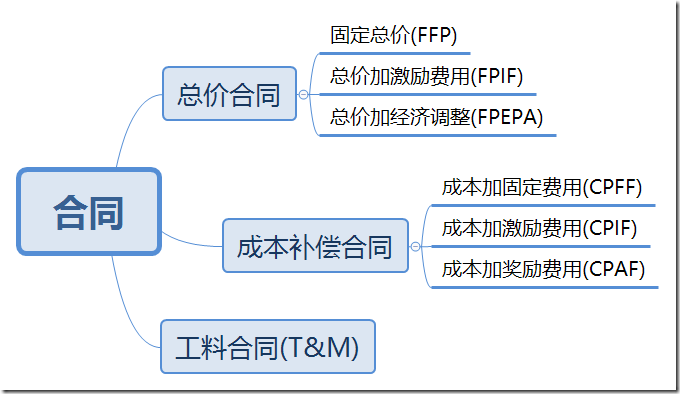 合同
总价合同
固定总价(FFP)
总价加激励费用(FPIF)
总价加经济调整(FPEPA)
成本补偿合同
成本加固定费用(CPFF)
成本加激励费用(CPIF)
成本加奖励费用(CPAF)
工料合同(T&M)